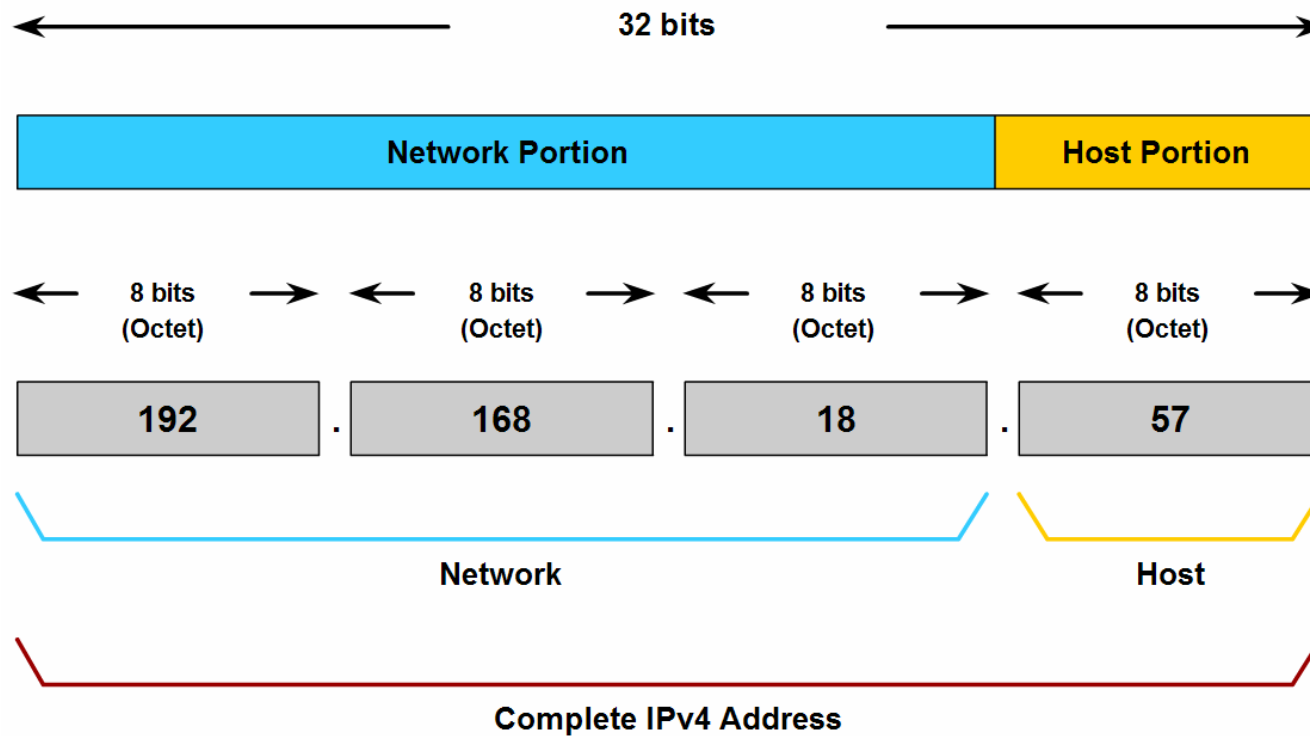 32 bits
Network Portion Host Portion
8 bits 8 bits 8 bits 8 bits
(Octet) (Octet) (Octet) (Octet)
192 . 168 . 18 . 57
Network Host
Complete IPv4 Address